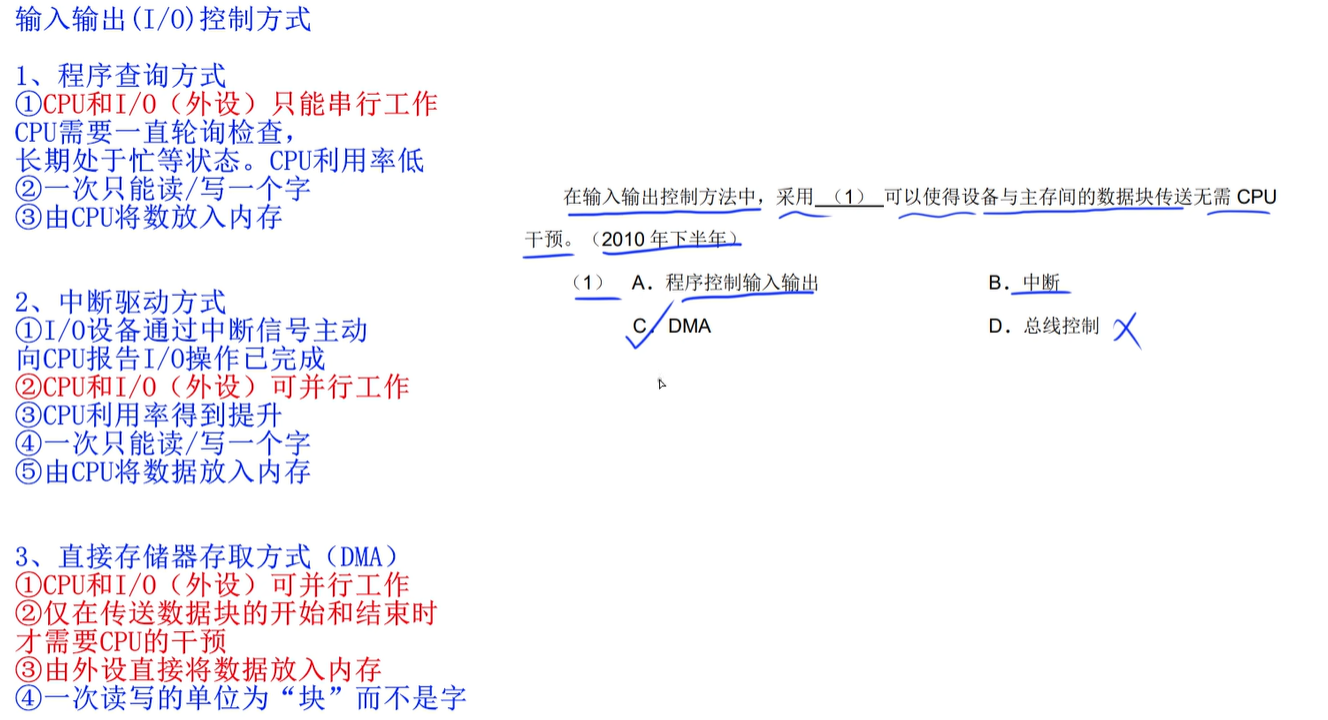 输入输出(I/O)控制方式
1、程序查询方式
①CPU和I/O（外设）只能串行工作
CPU需要一直轮询检查，
长期处于忙等状态。CPU利用率低
②一次只能读/写一个字
③由CPU将数放入内存
2、中断驱动方式
①I/O设备通过中断信号主动
向CPU报告I/O操作已完成
②CPU和I/O（外设）可并行工作
③CPU利用率得到提升
④一次只能读/写一个字
⑤由CPU将数据放入内存
3、直接存储器存取方式（DMA）
①CPU和I/O（外设）可并行工作
②仅在传送数据块的开始和结束时
才需要CPU的干预
③由外设直接将数据放入内存
④一次读写的单位为“块”而不是字
在输入输出控制方法中，采用 （1） 可以使得设备与主存间的数据块传送无需 CPU
干预。（2010 年下半年）
（1） A．程序控制输入输出 B．中断
C．DMA D．总线控制